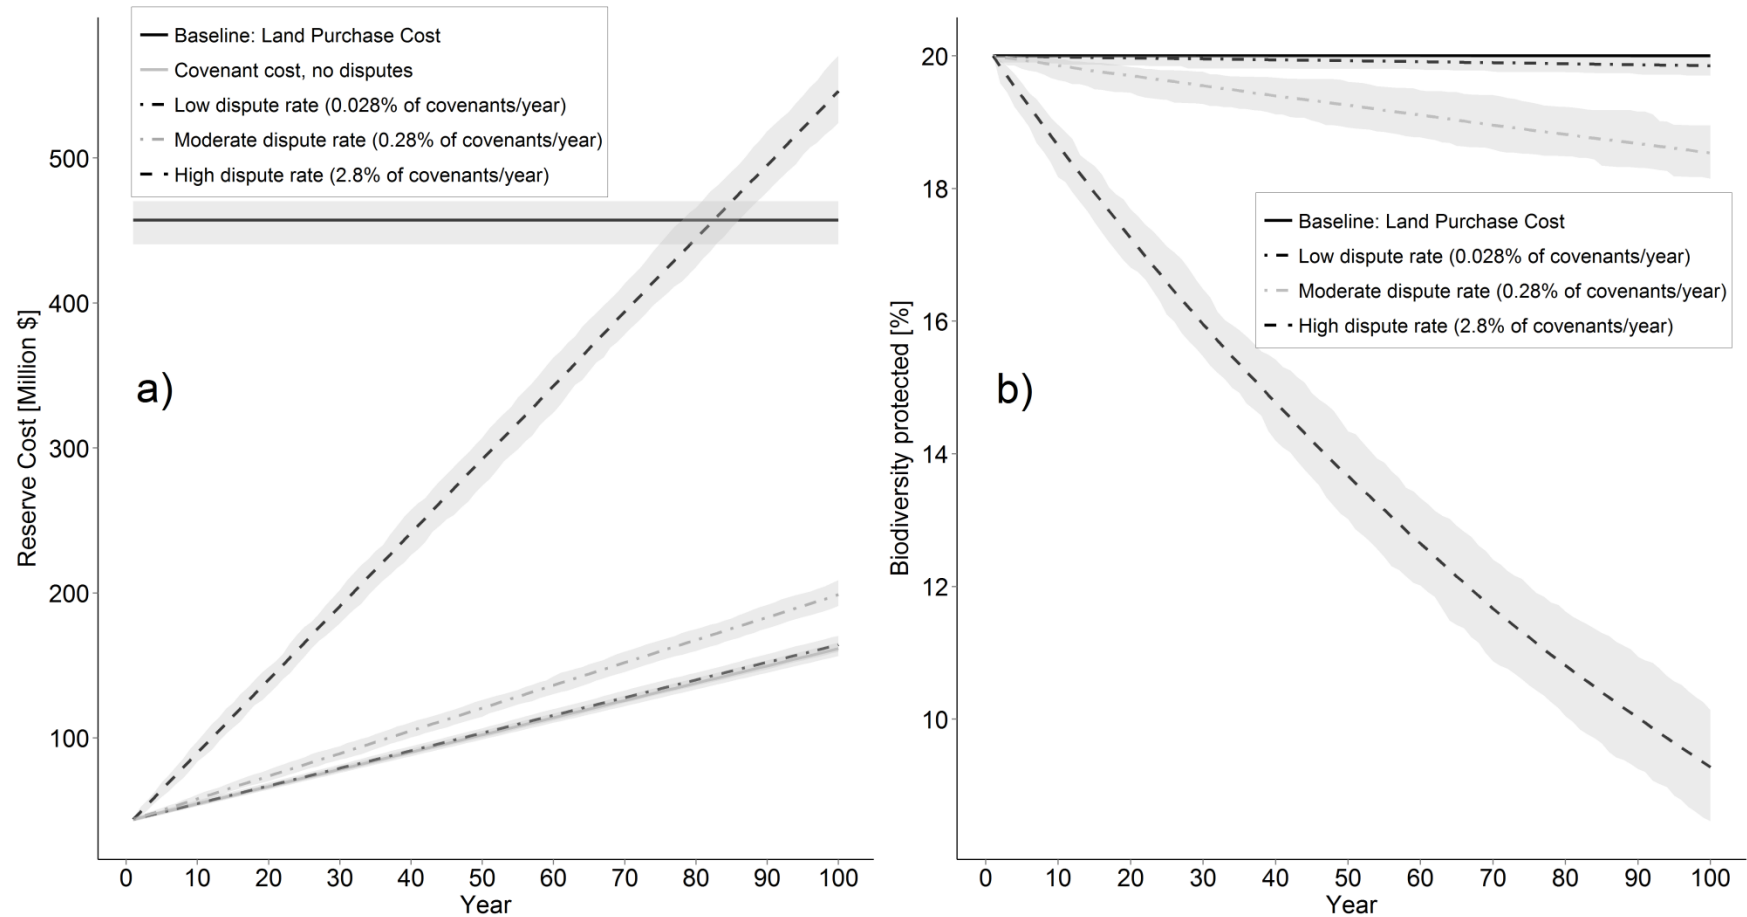 Baseline: Land Purchase Cost
Covenant cost, no disputes
Low dispute rate (0.028% of covenants/year)
Moderate dispute rate (0.28% of covenants/year)
High dispute rate (2.8% of covenants/year)
500
400
300
200
100
Reserve Cost [Million $]
a)
0 10 20 30 40 50 60 70 80 90 100
Year
20
18
16
14
12
10
Biodiversity protected [%]
Baseline: Land Purchase Cost
Low dispute rate (0.028% of covenants/year)
Moderate dispute rate (0.28% of covenants/year)
High dispute rate (2.8% of covenants/year)
b)
0 10 20 30 40 50 60 70 80 90 100
Year